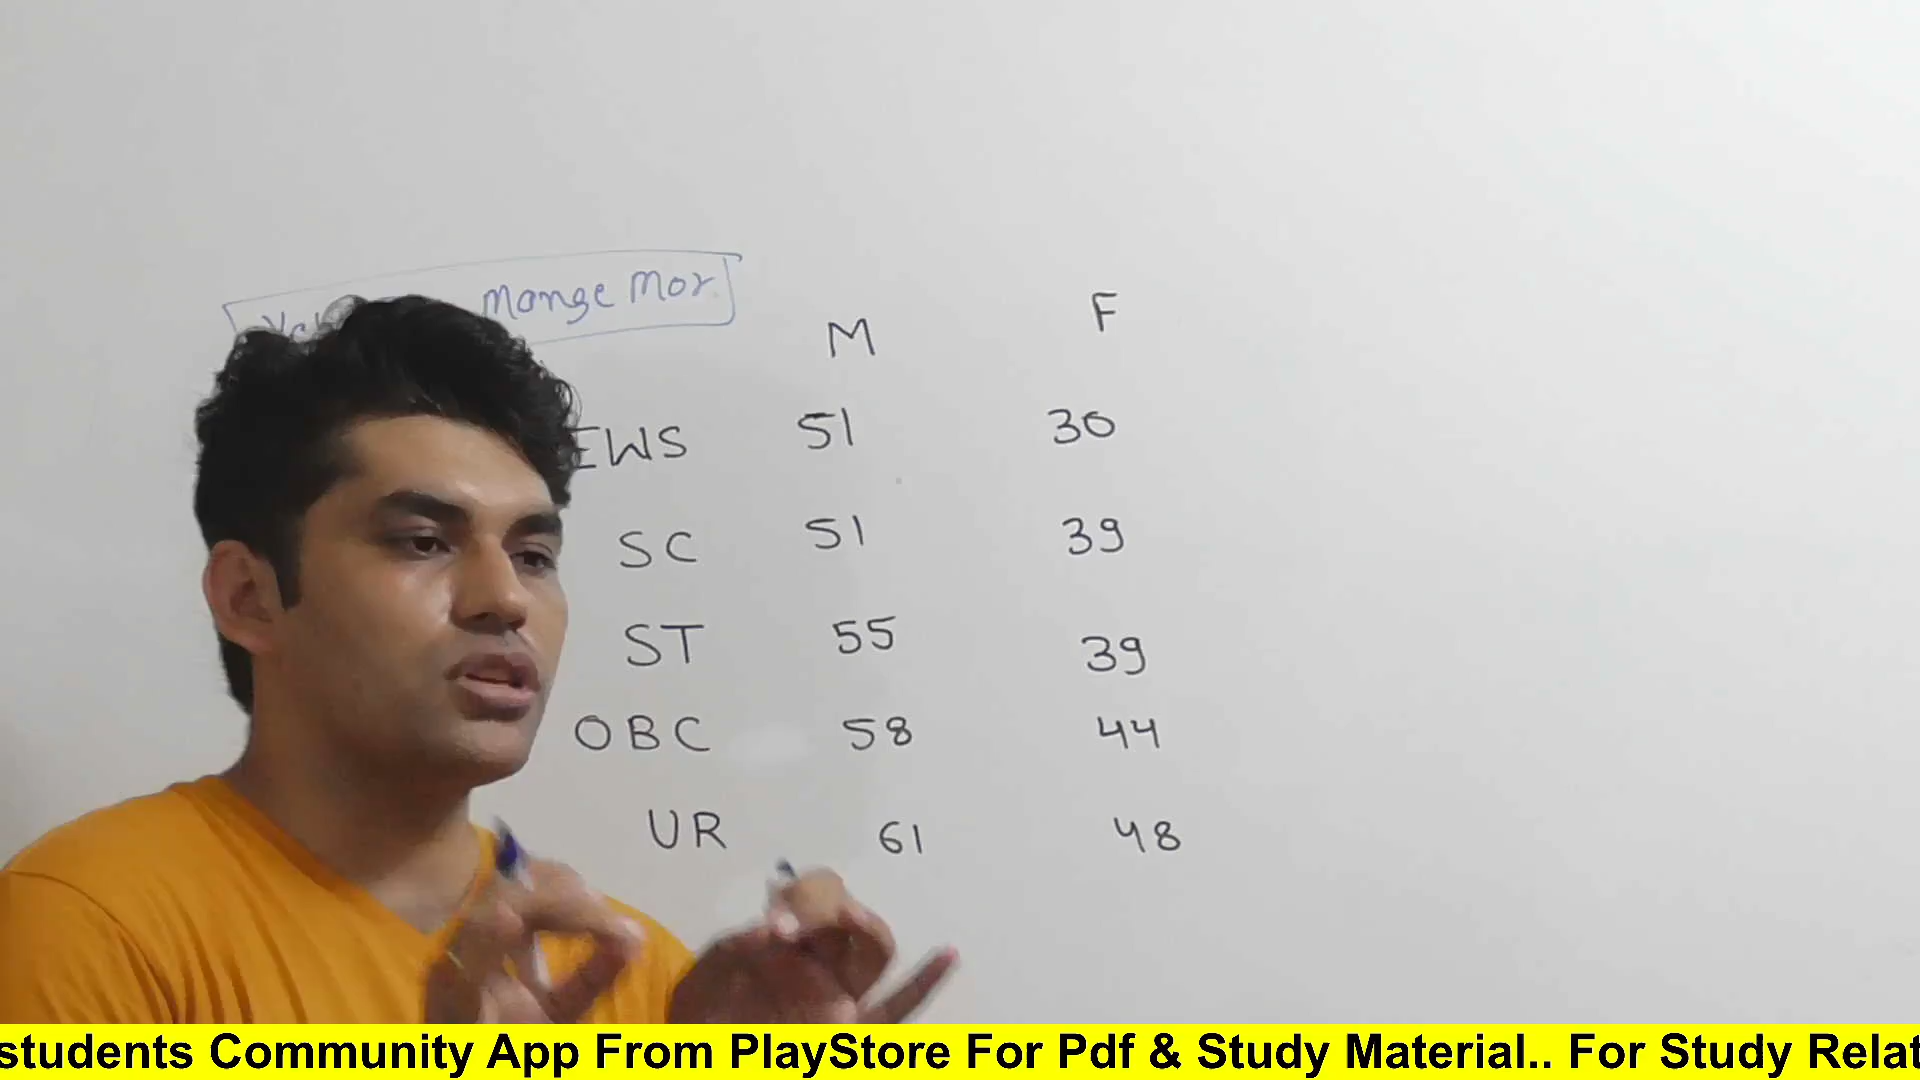 Mange Mor
M F
EWS 51 30
SC 51 39
ST 55 39
OBC 58 44
UR 61 48
students Community App From PlayStore For Pdf & Study Material.. For Study Relat